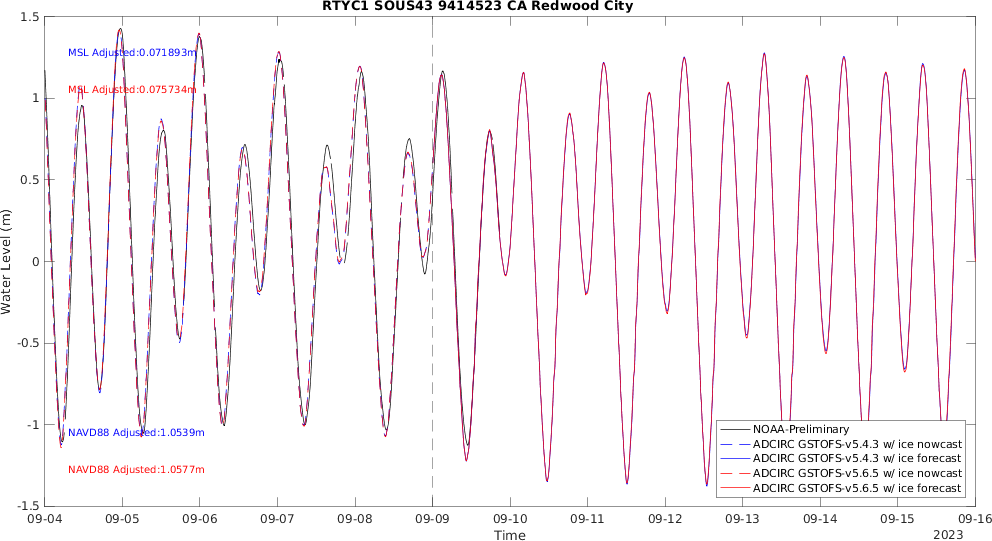 RTYC1 SOUS43 9414523 CA Redwood City
1.5
1
0.5
0
-0.5
-1
-1.5
Water Level (m)
MSL Adjusted:0.071893m
MSL Adjusted:0.075734m
NAVD88 Adjusted:1.0539m
NAVD88 Adjusted:1.0577m
NOAA-Preliminary
ADCIRC GSTOFS-v5.4.3 w/ ice nowcast
ADCIRC GSTOFS-v5.4.3 w/ ice forecast
ADCIRC GSTOFS-v5.6.5 w/ ice nowcast
ADCIRC GSTOFS-v5.6.5 w/ ice forecast
09-04 09-05 09-06 09-07 09-08 09-09 09-10 09-11 09-12 09-13 09-14 09-15 09-16
Time
2023